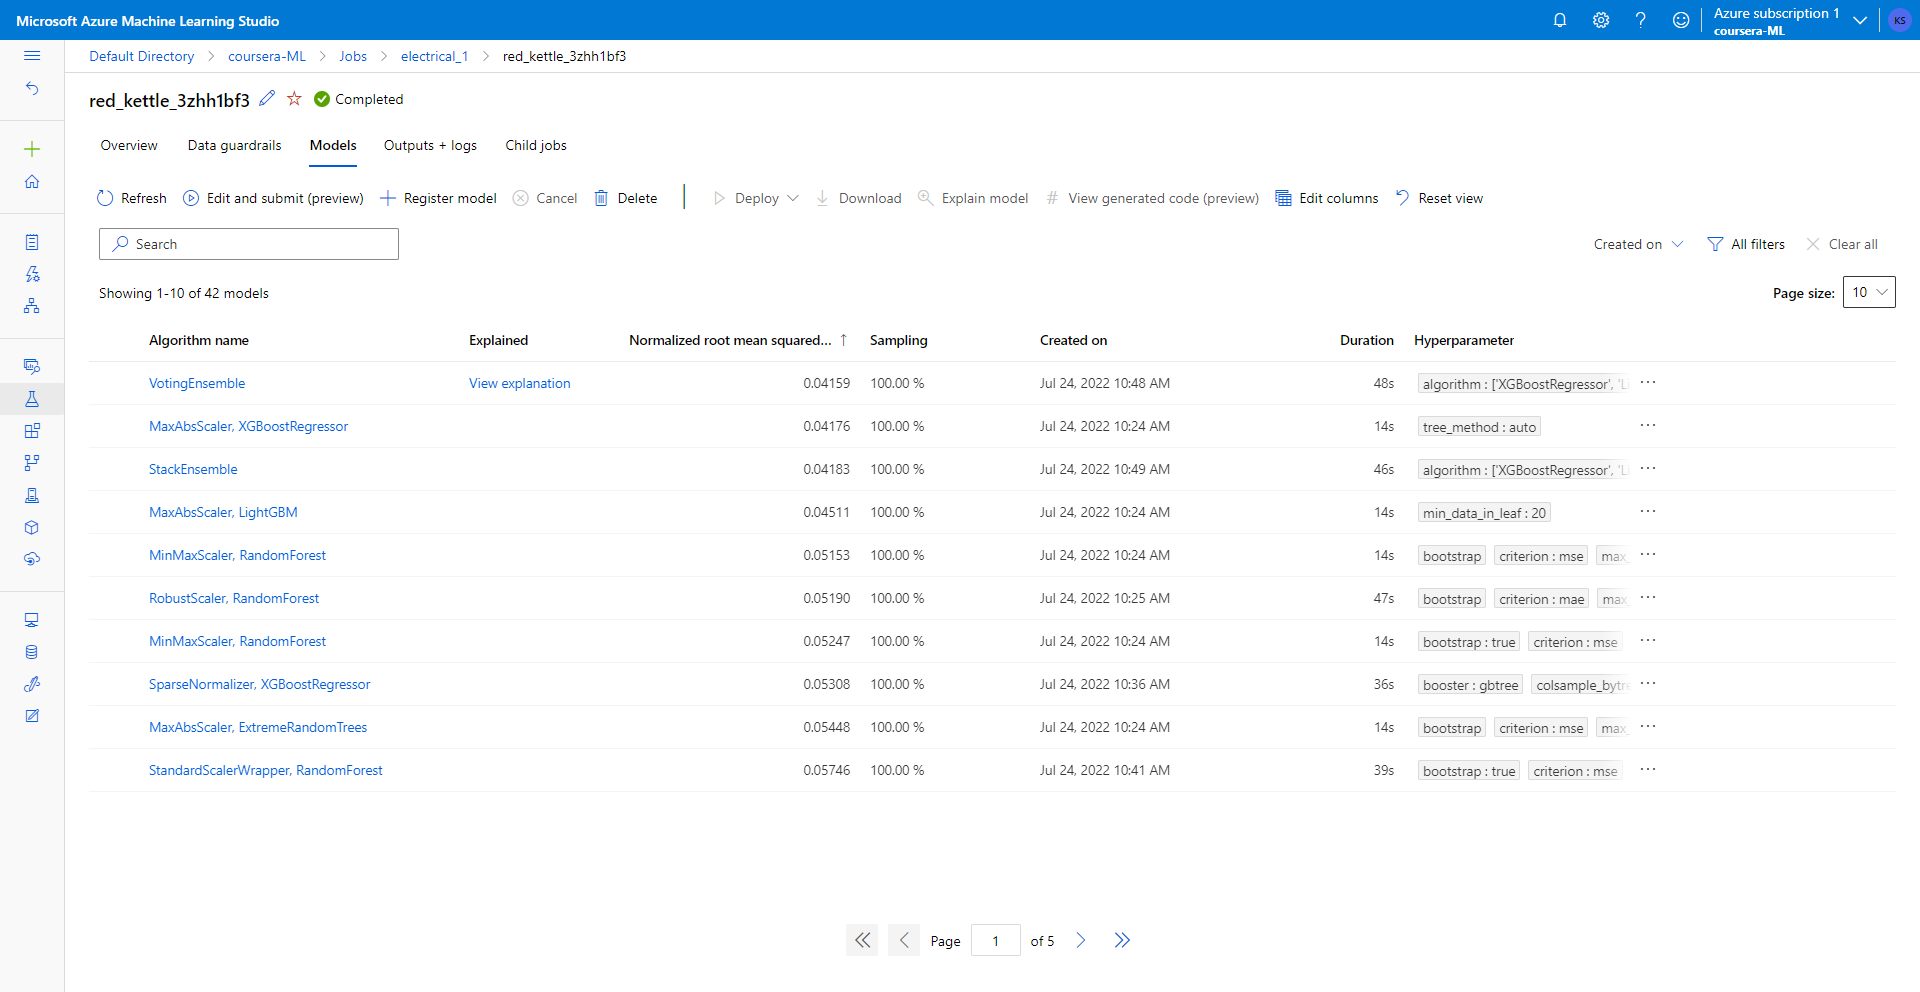 Microsoft Azure Machine Learning Studio
Azure subscription 1
coursera-ML
KS
Default Directory > coursera-ML > Jobs > electrical_1 > red_kettle_3zhh1bf3
red_kettle_3zhh1bf3 Completed
Overview Data guardrails Models Outputs + logs Child jobs
Refresh Edit and submit (preview) Register model Cancel Delete Deploy Download Explain model # View generated code (preview) Edit columns Reset view
Search Created on All filters Clear all
Showing 1-10 of 42 models Page size: 10
Algorithm name Explained Normalized root mean squared... ↑ Sampling Created on Duration Hyperparameter
VotingEnsemble View explanation 0.04159 100.00 % Jul 24, 2022 10:48 AM 48s algorithm : ['XGBoostRegressor', 'Li ...
MaxAbsScaler, XGBoostRegressor 0.04176 100.00 % Jul 24, 2022 10:24 AM 14s tree_method : auto ...
StackEnsemble 0.04183 100.00 % Jul 24, 2022 10:49 AM 46s algorithm : ['XGBoostRegressor', 'Li ...
MaxAbsScaler, LightGBM 0.04511 100.00 % Jul 24, 2022 10:24 AM 14s min_data_in_leaf : 20 ...
MinMaxScaler, RandomForest 0.05153 100.00 % Jul 24, 2022 10:24 AM 14s bootstrap criterion : mse max_ ...
RobustScaler, RandomForest 0.05190 100.00 % Jul 24, 2022 10:25 AM 47s bootstrap criterion : mae max_ ...
MinMaxScaler, RandomForest 0.05247 100.00 % Jul 24, 2022 10:24 AM 14s bootstrap : true criterion : mse ...
SparseNormalizer, XGBoostRegressor 0.05308 100.00 % Jul 24, 2022 10:36 AM 36s booster : gbtree colsample_bytre ...
MaxAbsScaler, ExtremeRandomTrees 0.05448 100.00 % Jul 24, 2022 10:24 AM 14s bootstrap criterion : mse max_ ...
StandardScalerWrapper, RandomForest 0.05746 100.00 % Jul 24, 2022 10:41 AM 39s bootstrap : true criterion : mse ...
Page 1 of 5